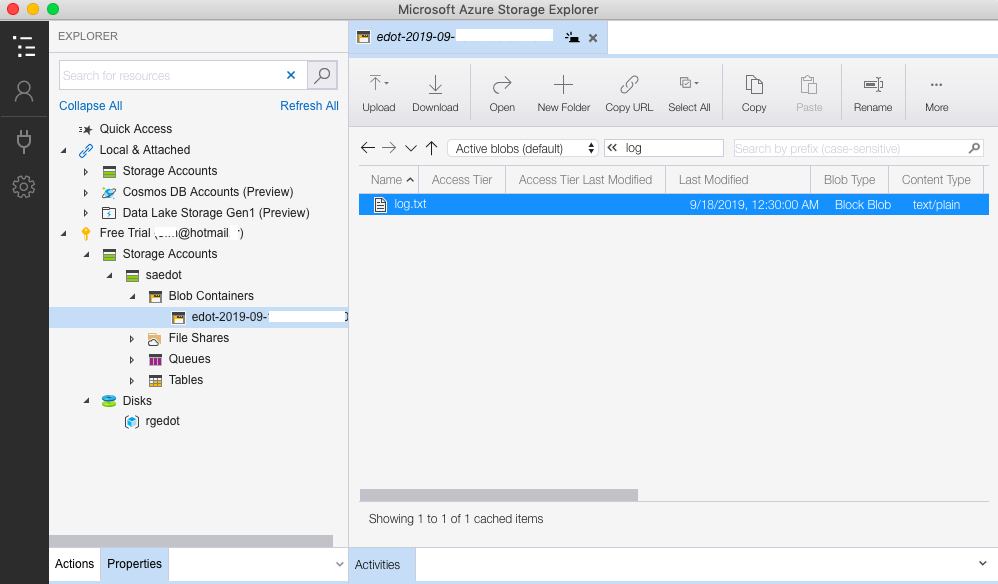 Microsoft Azure Storage Explorer
EXPLORER
Search for resources
Collapse All
Refresh All
Quick Access
Local & Attached
Storage Accounts
Cosmos DB Accounts (Preview)
Data Lake Storage Gen1 (Preview)
Free Trial (i@hotmail )
Storage Accounts
saedot
Blob Containers
edot-2019-09-
File Shares
Queues
Tables
Disks
rgedot
Actions
Properties
edot-2019-09-
Upload
Download
Open
New Folder
Copy URL
Select All
Copy
Paste
Rename
More
Active blobs (default)
log
Search by prefix (case-sensitive)
Name Access Tier Access Tier Last Modified Last Modified Blob Type Content Type
log.txt 9/18/2019, 12:30:00 AM Block Blob text/plain
Showing 1 to 1 of 1 cached items
Activities